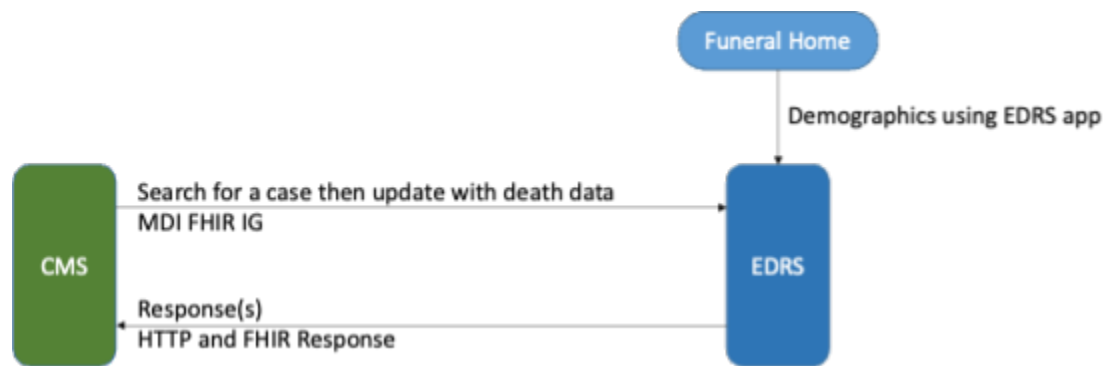 Funeral Home
Demographics using EDRS app
Search for a case then update with death data
MDI FHIR IG
CMS
EDRS
Response(s)
HTTP and FHIR Response